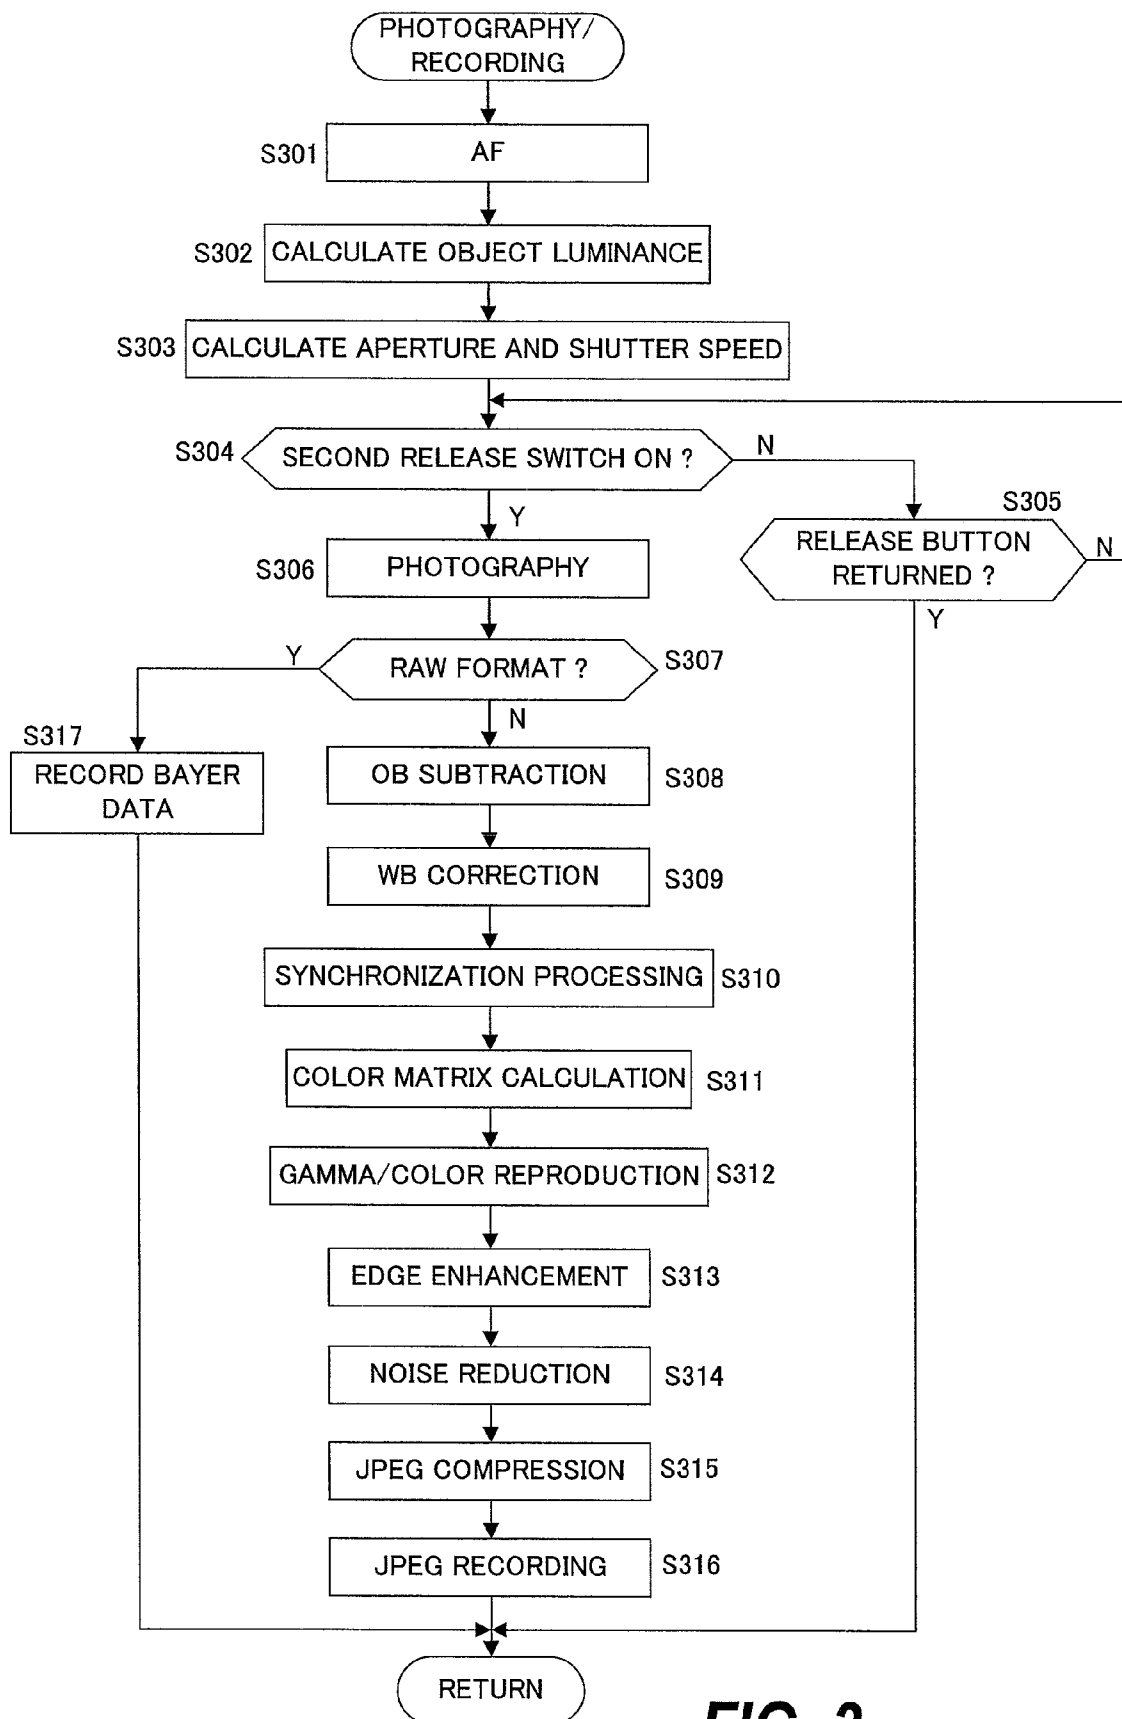 PHOTOGRAPHY/
RECORDING
S301
AF
S302
CALCULATE OBJECT LUMINANCE
S303
CALCULATE APERTURE AND SHUTTER SPEED
S304
SECOND RELEASE SWITCH ON ?
N
Y
S305
RELEASE BUTTON
RETURNED ?
N
Y
S306
PHOTOGRAPHY
Y
RAW FORMAT ?
S307
N
S317
RECORD BAYER
DATA
OB SUBTRACTION
S308
WB CORRECTION
S309
SYNCHRONIZATION PROCESSING
S310
COLOR MATRIX CALCULATION
S311
GAMMA/COLOR REPRODUCTION
S312
EDGE ENHANCEMENT
S313
NOISE REDUCTION
S314
JPEG COMPRESSION
S315
JPEG RECORDING
S316
RETURN